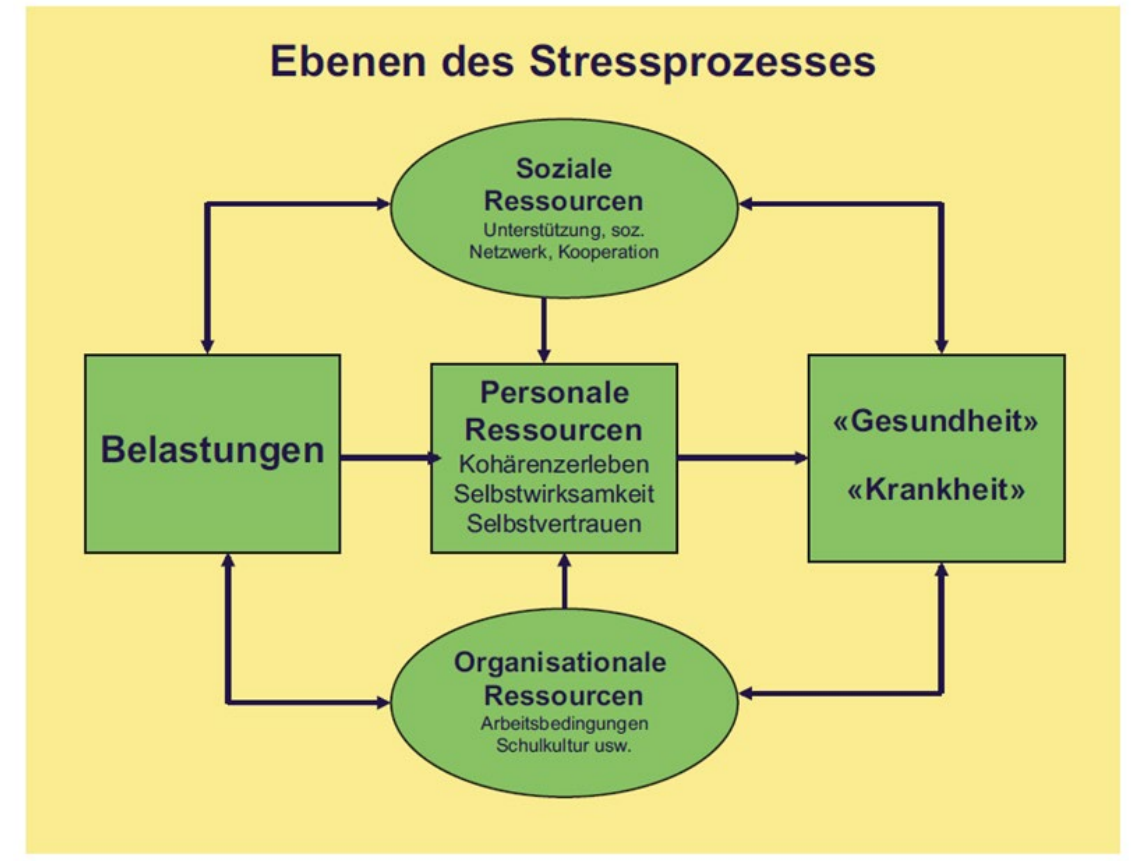 Ebenen des Stressprozesses
Soziale
Ressourcen
Unterstützung, soz.
Netzwerk, Kooperation
Belastungen
Personale
Ressourcen
Kohärenzerleben
Selbstwirksamkeit
Selbstvertrauen
«Gesundheit»
«Krankheit»
Organisationale
Ressourcen
Arbeitsbedingungen
Schulkultur usw.